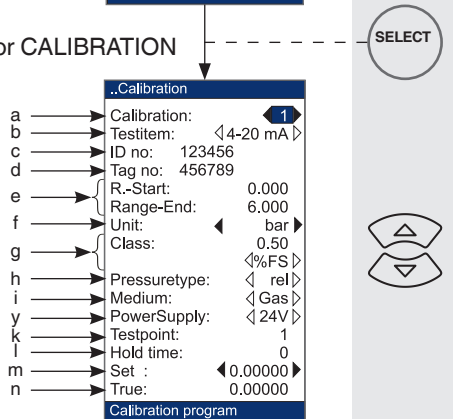 SELECT
or CALIBRATION
..Calibration
a Calibration: 1
b Testitem: 4-20 mA
c ID no: 123456
d Tag no: 456789
e R.-Start: 0.000
Range-End: 6.000
f Unit: bar
g Class: 0.50
%FS
h Pressuretype: rel
i Medium: Gas
y PowerSupply: 24V
k Testpoint: 1
l Hold time: 0
m Set : 0.00000
n True: 0.00000
Calibration program